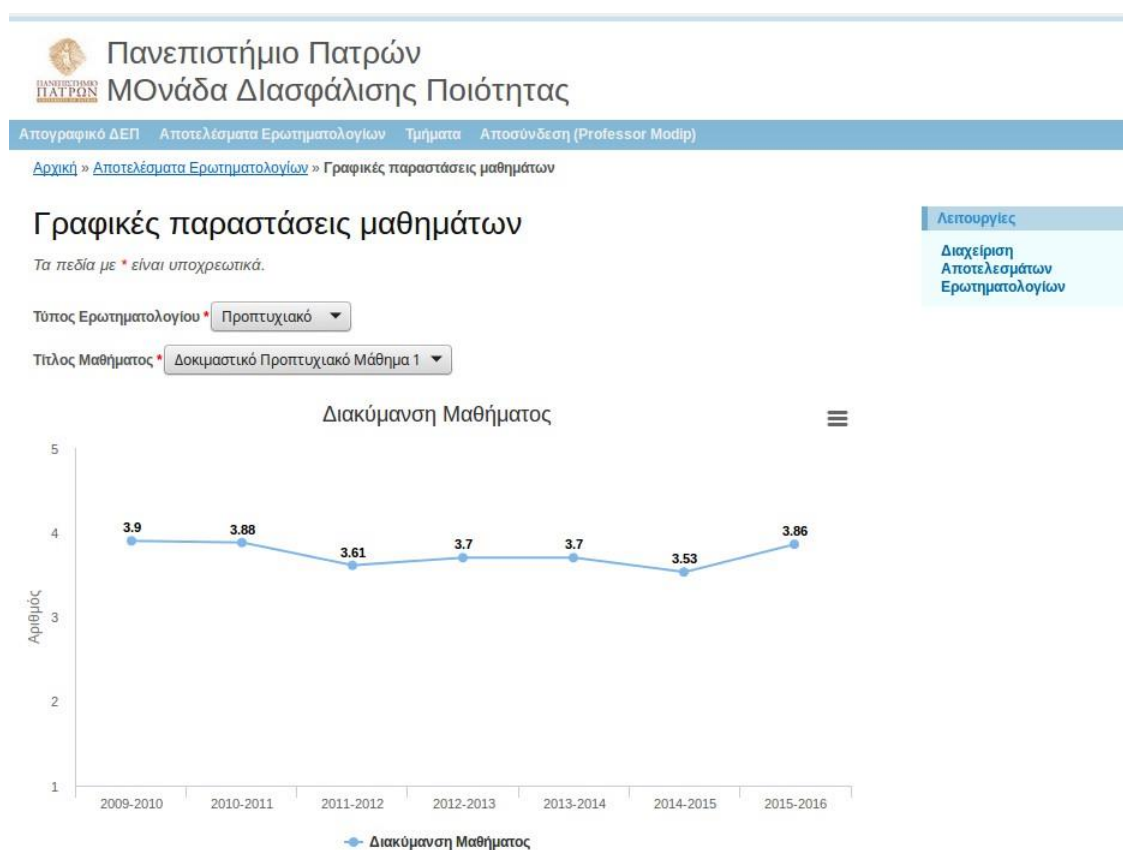 Πανεπιστήμιο Πατρών
ΜΟνάδα ΔΙασφάλισης Ποιότητας
ΠΑΝΕΠΙΣΤΗΜΙΟ
ΠΑΤΡΩΝ
Απογραφικό ΔΕΠ Αποτελέσματα Ερωτηματολογίων Τμήματα Αποσύνδεση (Professor Modip)
Αρχική » Αποτελέσματα Ερωτηματολογίων » Γραφικές παραστάσεις μαθημάτων
Γραφικές παραστάσεις μαθημάτων
Τα πεδία με * είναι υποχρεωτικά.
Τύπος Ερωτηματολογίου * Προπτυχιακό
Τίτλος Μαθήματος * Δοκιμαστικό Προπτυχιακό Μάθημα 1
Λειτουργίες
Διαχείριση
Αποτελεσμάτων
Ερωτηματολογίων
Διακύμανση Μαθήματος
5
4
3
2
1
Αριθμός
3.9 3.88 3.61 3.7 3.7 3.53 3.86
2009-2010 2010-2011 2011-2012 2012-2013 2013-2014 2014-2015 2015-2016
Διακύμανση Μαθήματος